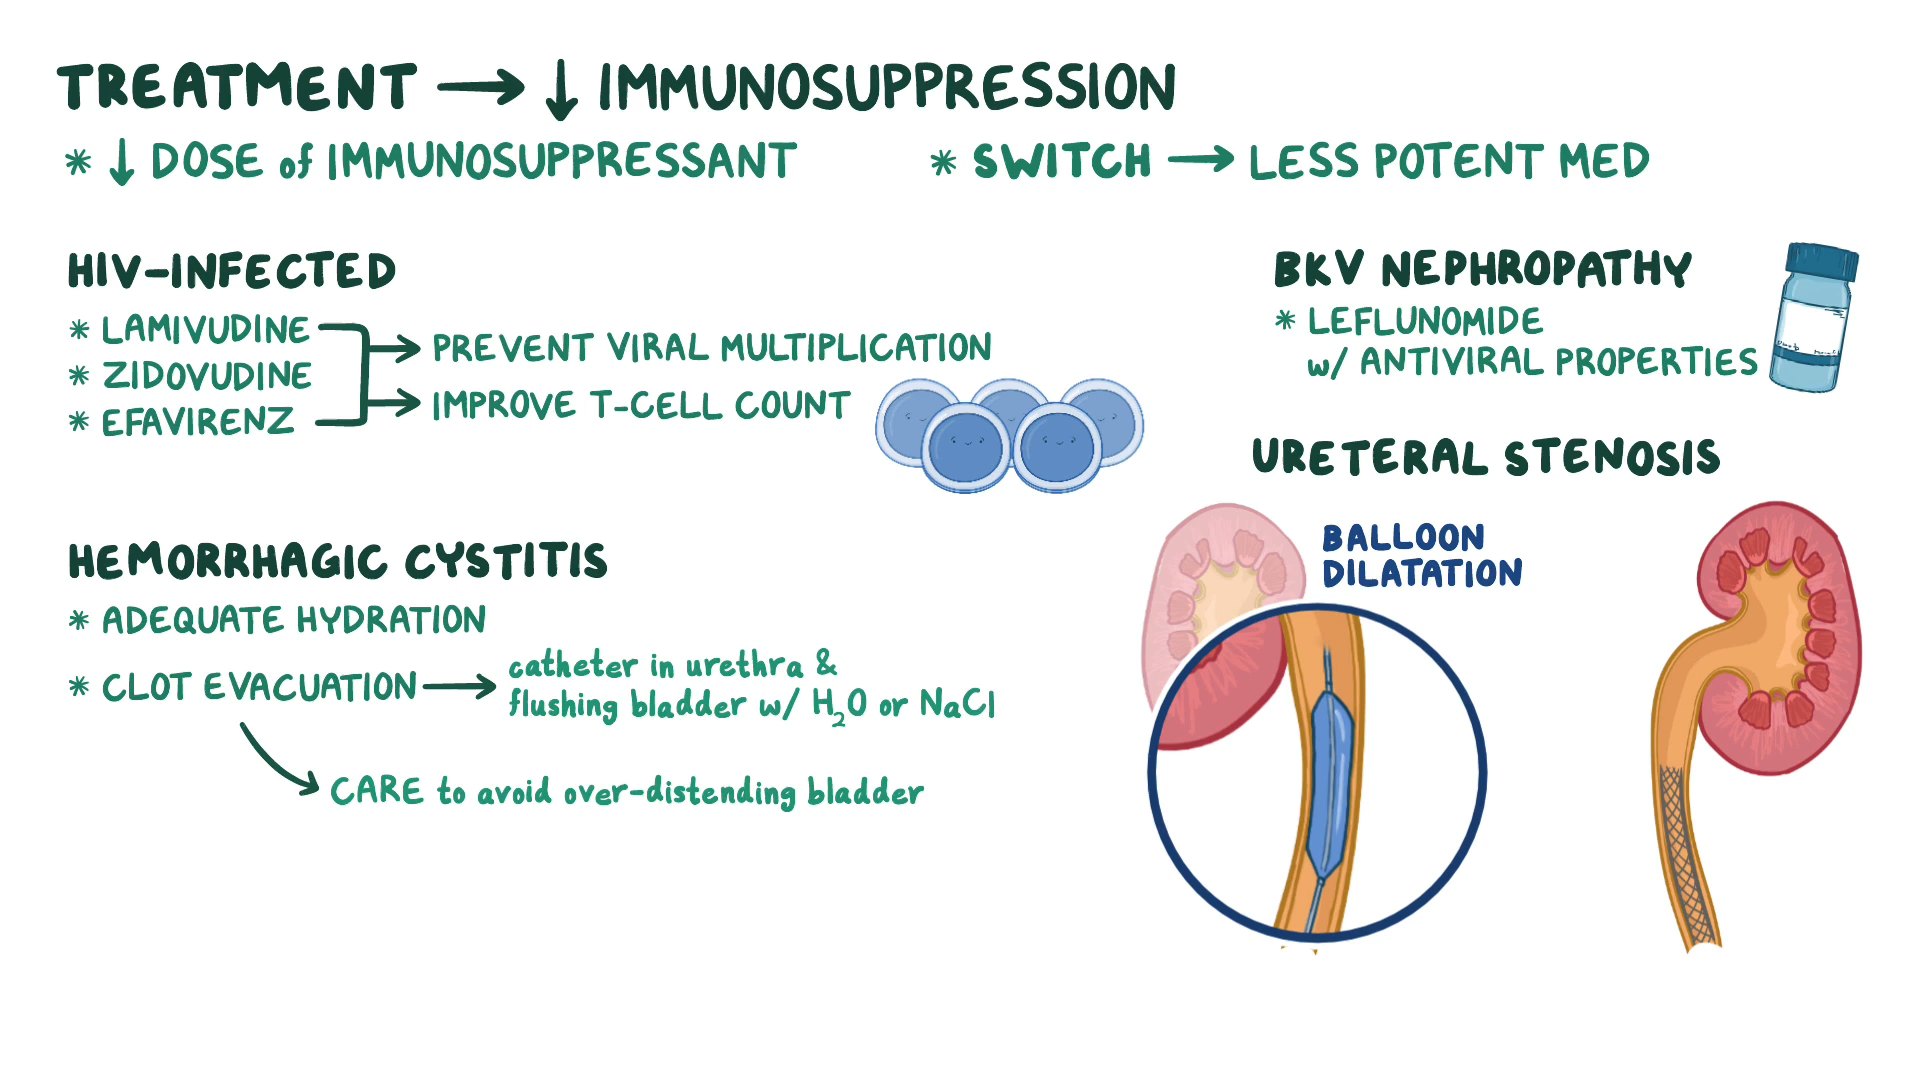 TREATMENT → ↓ IMMUNOSUPPRESSION
* ↓ DOSE of IMMUNOSUPPRESSANT
* SWITCH → LESS POTENT MED
HIV-INFECTED
* LAMIVUDINE
* ZIDOVUDINE
* EFAVIRENZ
PREVENT VIRAL MULTIPLICATION
IMPROVE T-CELL COUNT
BKV NEPHROPATHY
* LEFLUNOMIDE
w/ ANTIVIRAL PROPERTIES
URETERAL STENOSIS
BALLOON
DILATATION
HEMORRHAGIC CYSTITIS
* ADEQUATE HYDRATION
* CLOT EVACUATION →
catheter in urethra &
flushing bladder w/ H₂O or NaCl
CARE to avoid over-distending bladder